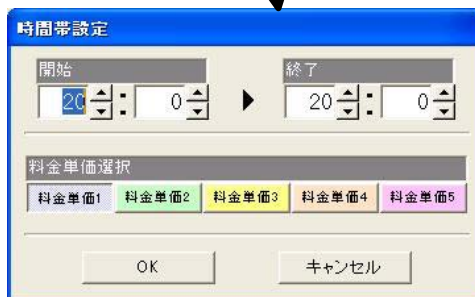 時間帯設定
開始 終了
20 : 0 ▶ 20 : 0
料金単価選択
料金単価1 料金単価2 料金単価3 料金単価4 料金単価5
OK キャンセル